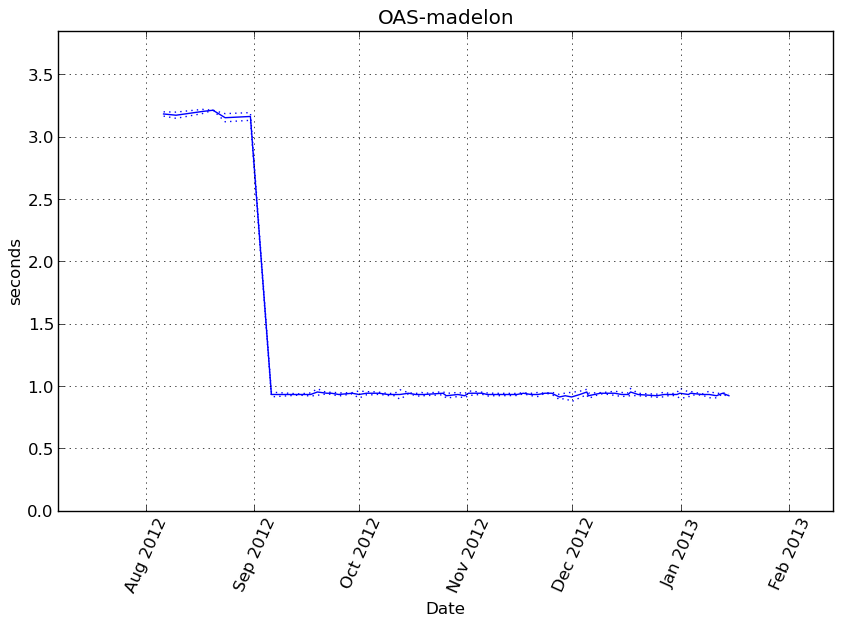 OAS-madelon
3.5
3.0
2.5
2.0
1.5
1.0
0.5
0.0
seconds
Aug 2012
Sep 2012
Oct 2012
Nov 2012
Dec 2012
Jan 2013
Feb 2013
Date